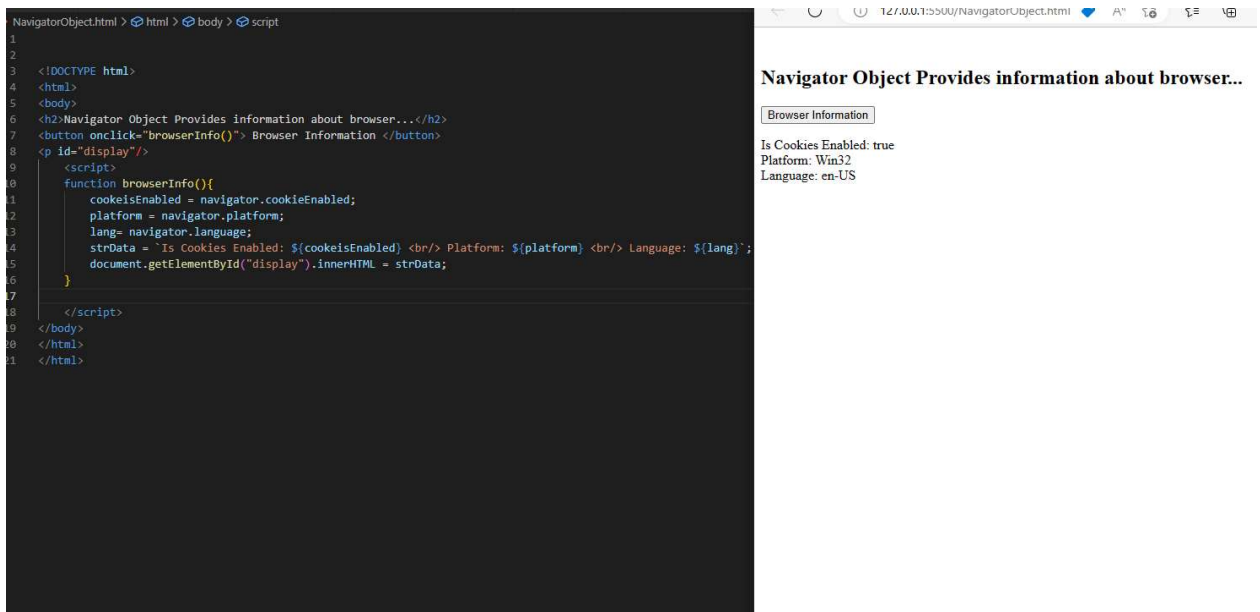 NavigatorObject.html > html > body > script
1
2
3 <!DOCTYPE html>
4 <html>
5 <body>
6 <h2>Navigator Object Provides information about browser...</h2>
7 <button onclick="browserInfo()"> Browser Information </button>
8 <p id="display"/>
9 <script>
10 function browserInfo(){
11 cookeisEnabled = navigator.cookieEnabled;
12 platform = navigator.platform;
13 lang= navigator.language;
14 strData = `Is Cookies Enabled: ${cookeisEnabled} <br/> Platform: ${platform} <br/> Language: ${lang}`;
15 document.getElementById("display").innerHTML = strData;
16 }
17
18 </script>
19 </body>
20 </html>
21 </html>
127.0.0.1:5500/NavigatorObject.html
Navigator Object Provides information about browser...
Browser Information
Is Cookies Enabled: true
Platform: Win32
Language: en-US